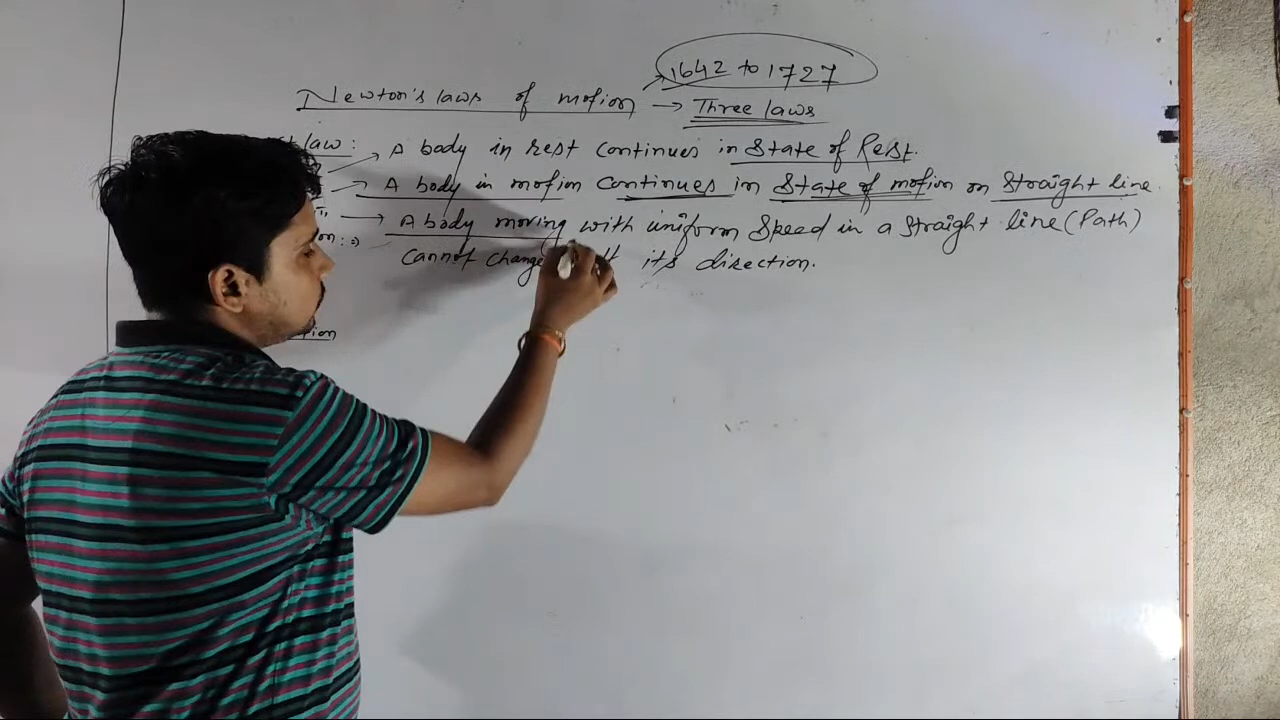 1642 to 1727
Newton's laws of motion → Three laws
law: → A body in rest continues in state of Rest.
→ A body in motion continues in state of motion on straight line.
→ A body moving with uniform speed in a straight line (Path)
cannot change its direction.